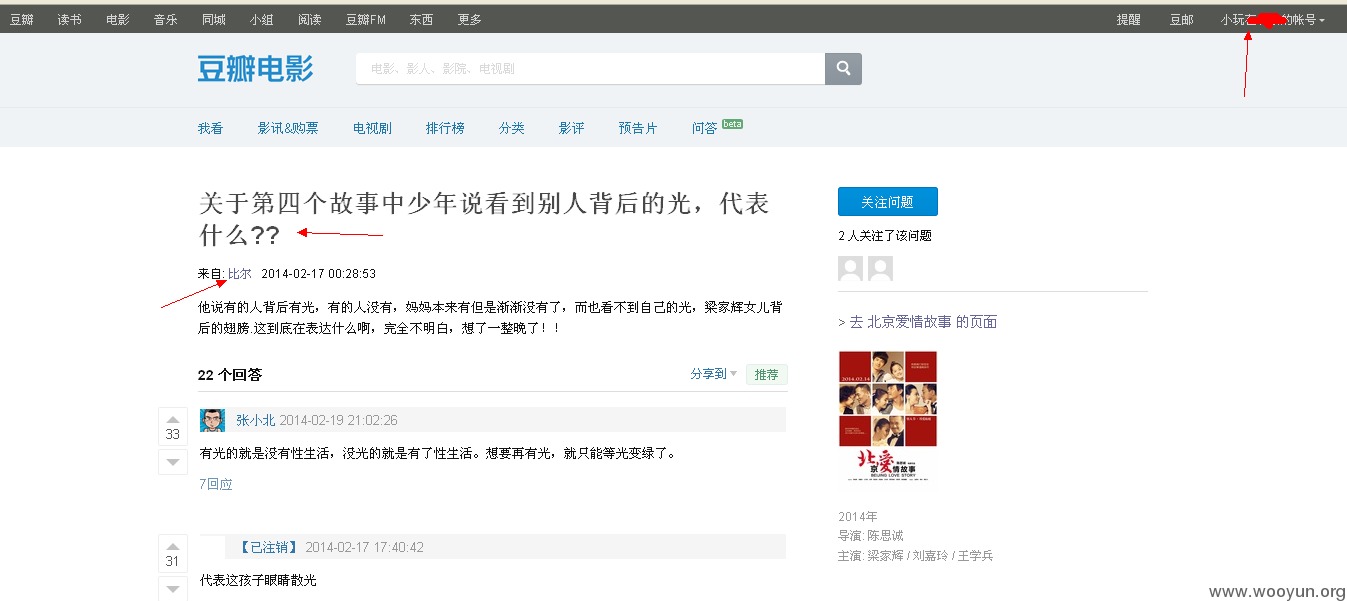 豆瓣 读书 电影 音乐 同城 小组 阅读 豆瓣FM 东西 更多 提醒 豆邮 小玩在 的帐号
豆瓣电影
电影、影人、影院、电视剧
我看 影讯&购票 电视剧 排行榜 分类 影评 预告片 问答 beta
关于第四个故事中少年说看到别人背后的光，代表
什么??
来自: 比尔 2014-02-17 00:28:53
他说有的人背后有光，有的人没有，妈妈本来有但是渐渐没有了，而也看不到自己的光，梁家辉女儿背
后的翅膀.这到底在表达什么啊，完全不明白，想了一整晚了！！
22 个回答
分享到 推荐
33
张小北 2014-02-19 21:02:26
有光的就是没有性生活，没光的就是有了性生活。想要再有光，就只能等光变绿了。
7回应
31
【已注销】 2014-02-17 17:40:42
代表这孩子眼睛散光
关注问题
2 人关注了该问题
> 去 北京爱情故事 的页面
2014.02.14
北爱
京 情故事
BEIJING LOVE STORY
2014年
导演: 陈思诚
主演: 梁家辉 / 刘嘉玲 / 王学兵
www.wooyun.org